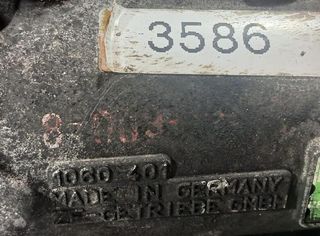 3586
1060 401
MADE IN GERMANY
ZF-GETRIEBE GMBH